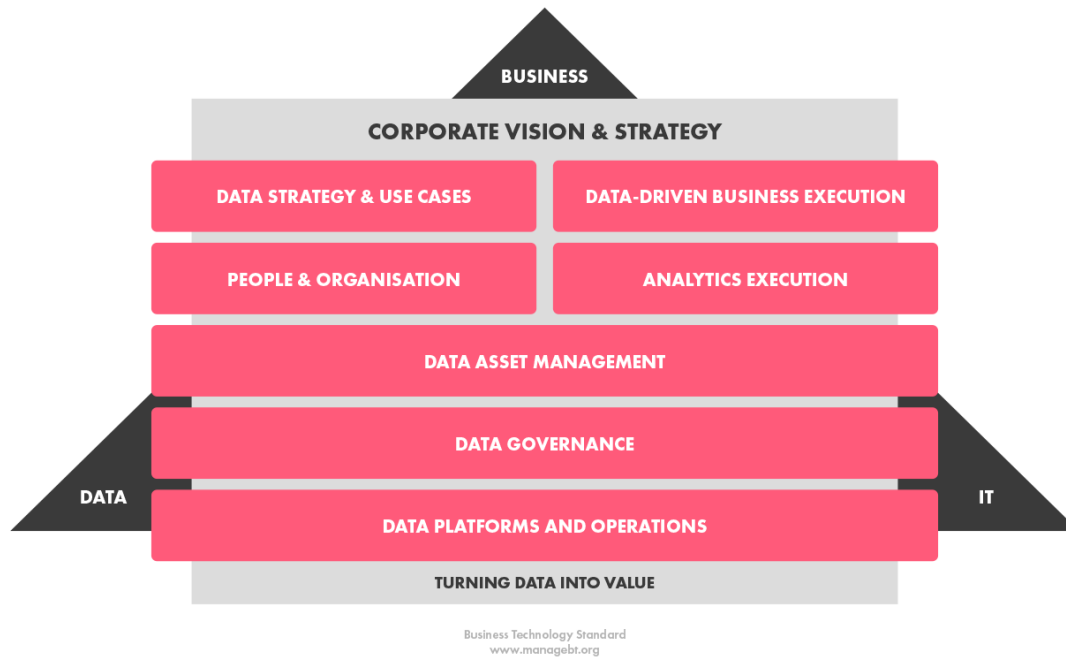 BUSINESS
CORPORATE VISION & STRATEGY
DATA STRATEGY & USE CASES
DATA-DRIVEN BUSINESS EXECUTION
PEOPLE & ORGANISATION
ANALYTICS EXECUTION
DATA ASSET MANAGEMENT
DATA GOVERNANCE
DATA
IT
DATA PLATFORMS AND OPERATIONS
TURNING DATA INTO VALUE
Business Technology Standard
www.managebt.org